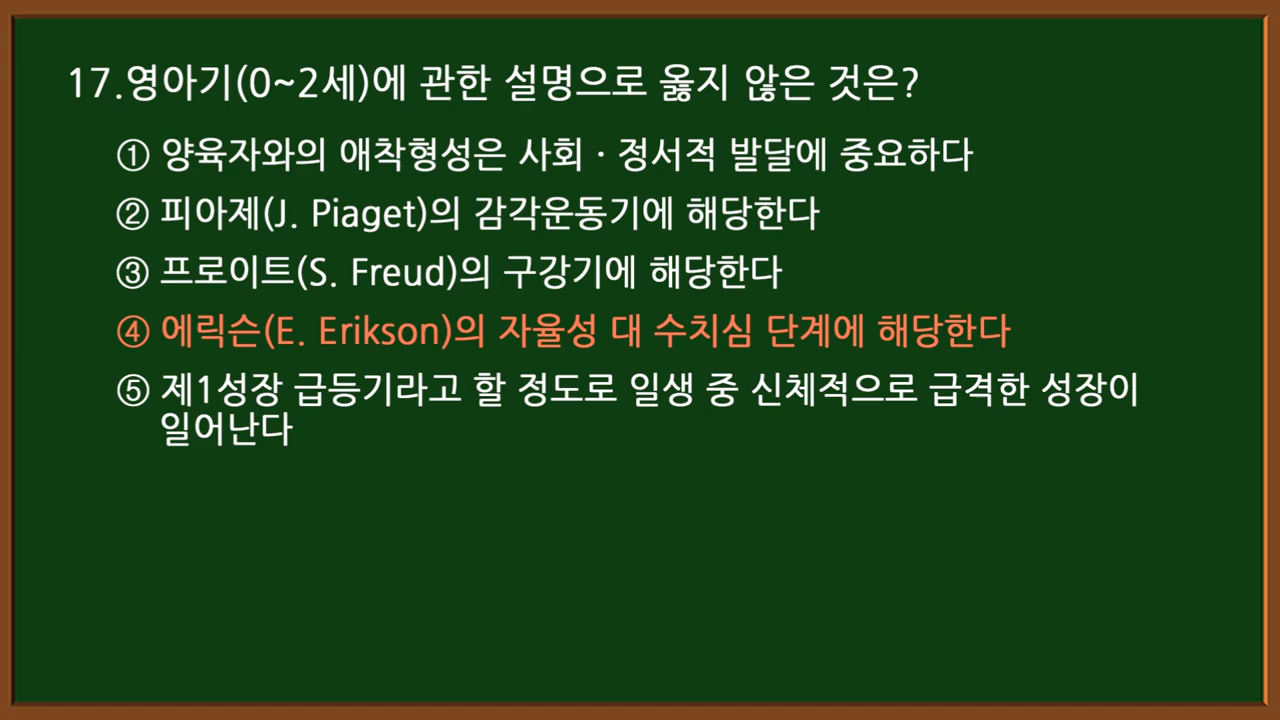 17.영아기(0~2세)에 관한 설명으로 옳지 않은 것은?
① 양육자와의 애착형성은 사회·정서적 발달에 중요하다
② 피아제(J. Piaget)의 감각운동기에 해당한다
③ 프로이트(S. Freud)의 구강기에 해당한다
④ 에릭슨(E. Erikson)의 자율성 대 수치심 단계에 해당한다
⑤ 제1성장 급등기라고 할 정도로 일생 중 신체적으로 급격한 성장이
일어난다